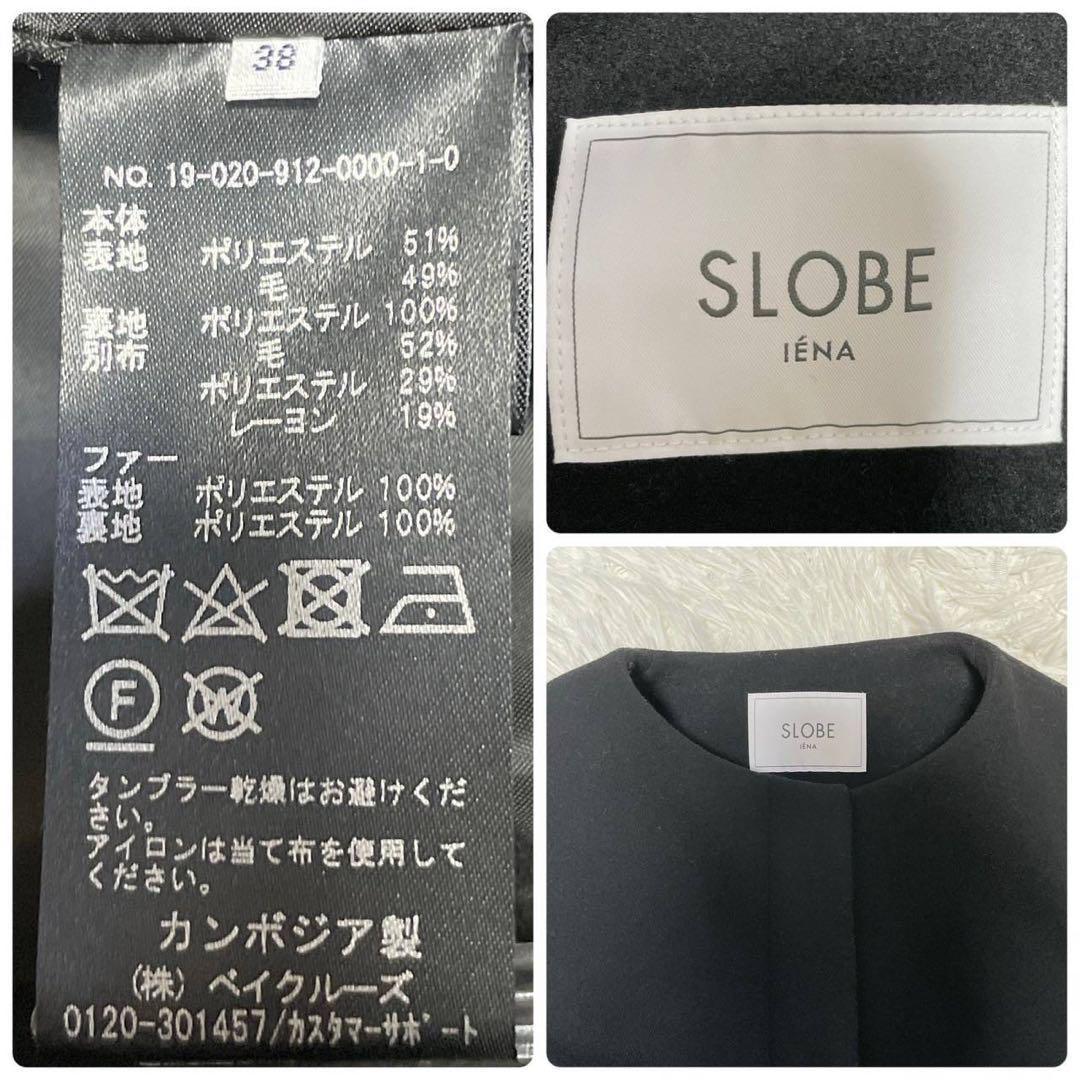 38
NO. 19-020-912-0000-1-0
本体
表地 ポリエステル 51%
毛 49%
裏地 ポリエステル 100%
別布 毛 52%
ポリエステル 29%
レーヨン 19%
ファー
表地 ポリエステル 100%
裏地 ポリエステル 100%
F
W
タンブラー乾燥はお避けくだ
さい。
アイロンは当て布を使用して
ください。
カンボジア製
(株) ベイクルーズ
0120-301457/カスタマーサポート
SLOBE
IÉNA
SLOBE
IÉNA